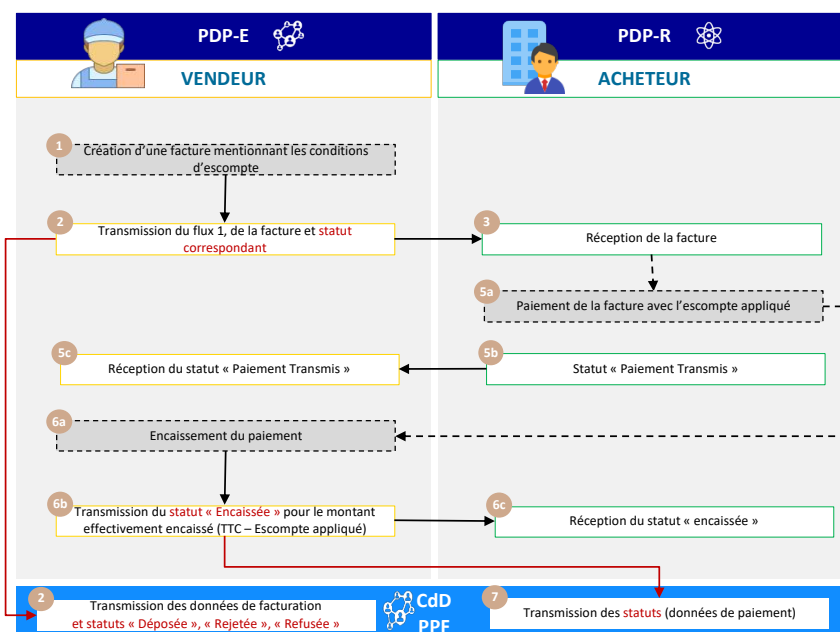 PDP-E
PDP-R
VENDEUR
ACHETEUR
1
Création d'une facture mentionnant les conditions
d'escompte
2
Transmission du flux 1, de la facture et statut
correspondant
3
Réception de la facture
5a
Paiement de la facture avec l'escompte appliqué
5c
Réception du statut « Paiement Transmis »
5b
Statut « Paiement Transmis »
6a
Encaissement du paiement
6b
Transmission du statut « Encaissée » pour le montant
effectivement encaissé (TTC – Escompte appliqué)
6c
Réception du statut « encaissée »
2
Transmission des données de facturation
et statuts « Déposée », « Rejetée », « Refusée »
CdD
PPF
7
Transmission des statuts (données de paiement)